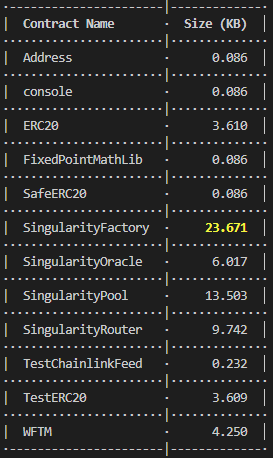 Contract Name · Size (KB)
Address · 0.086
console · 0.086
ERC20 · 3.610
FixedPointMathLib · 0.086
SafeERC20 · 0.086
SingularityFactory · 23.671
SingularityOracle · 6.017
SingularityPool · 13.503
SingularityRouter · 9.742
TestChainlinkFeed · 0.232
TestERC20 · 3.609
WFTM · 4.250